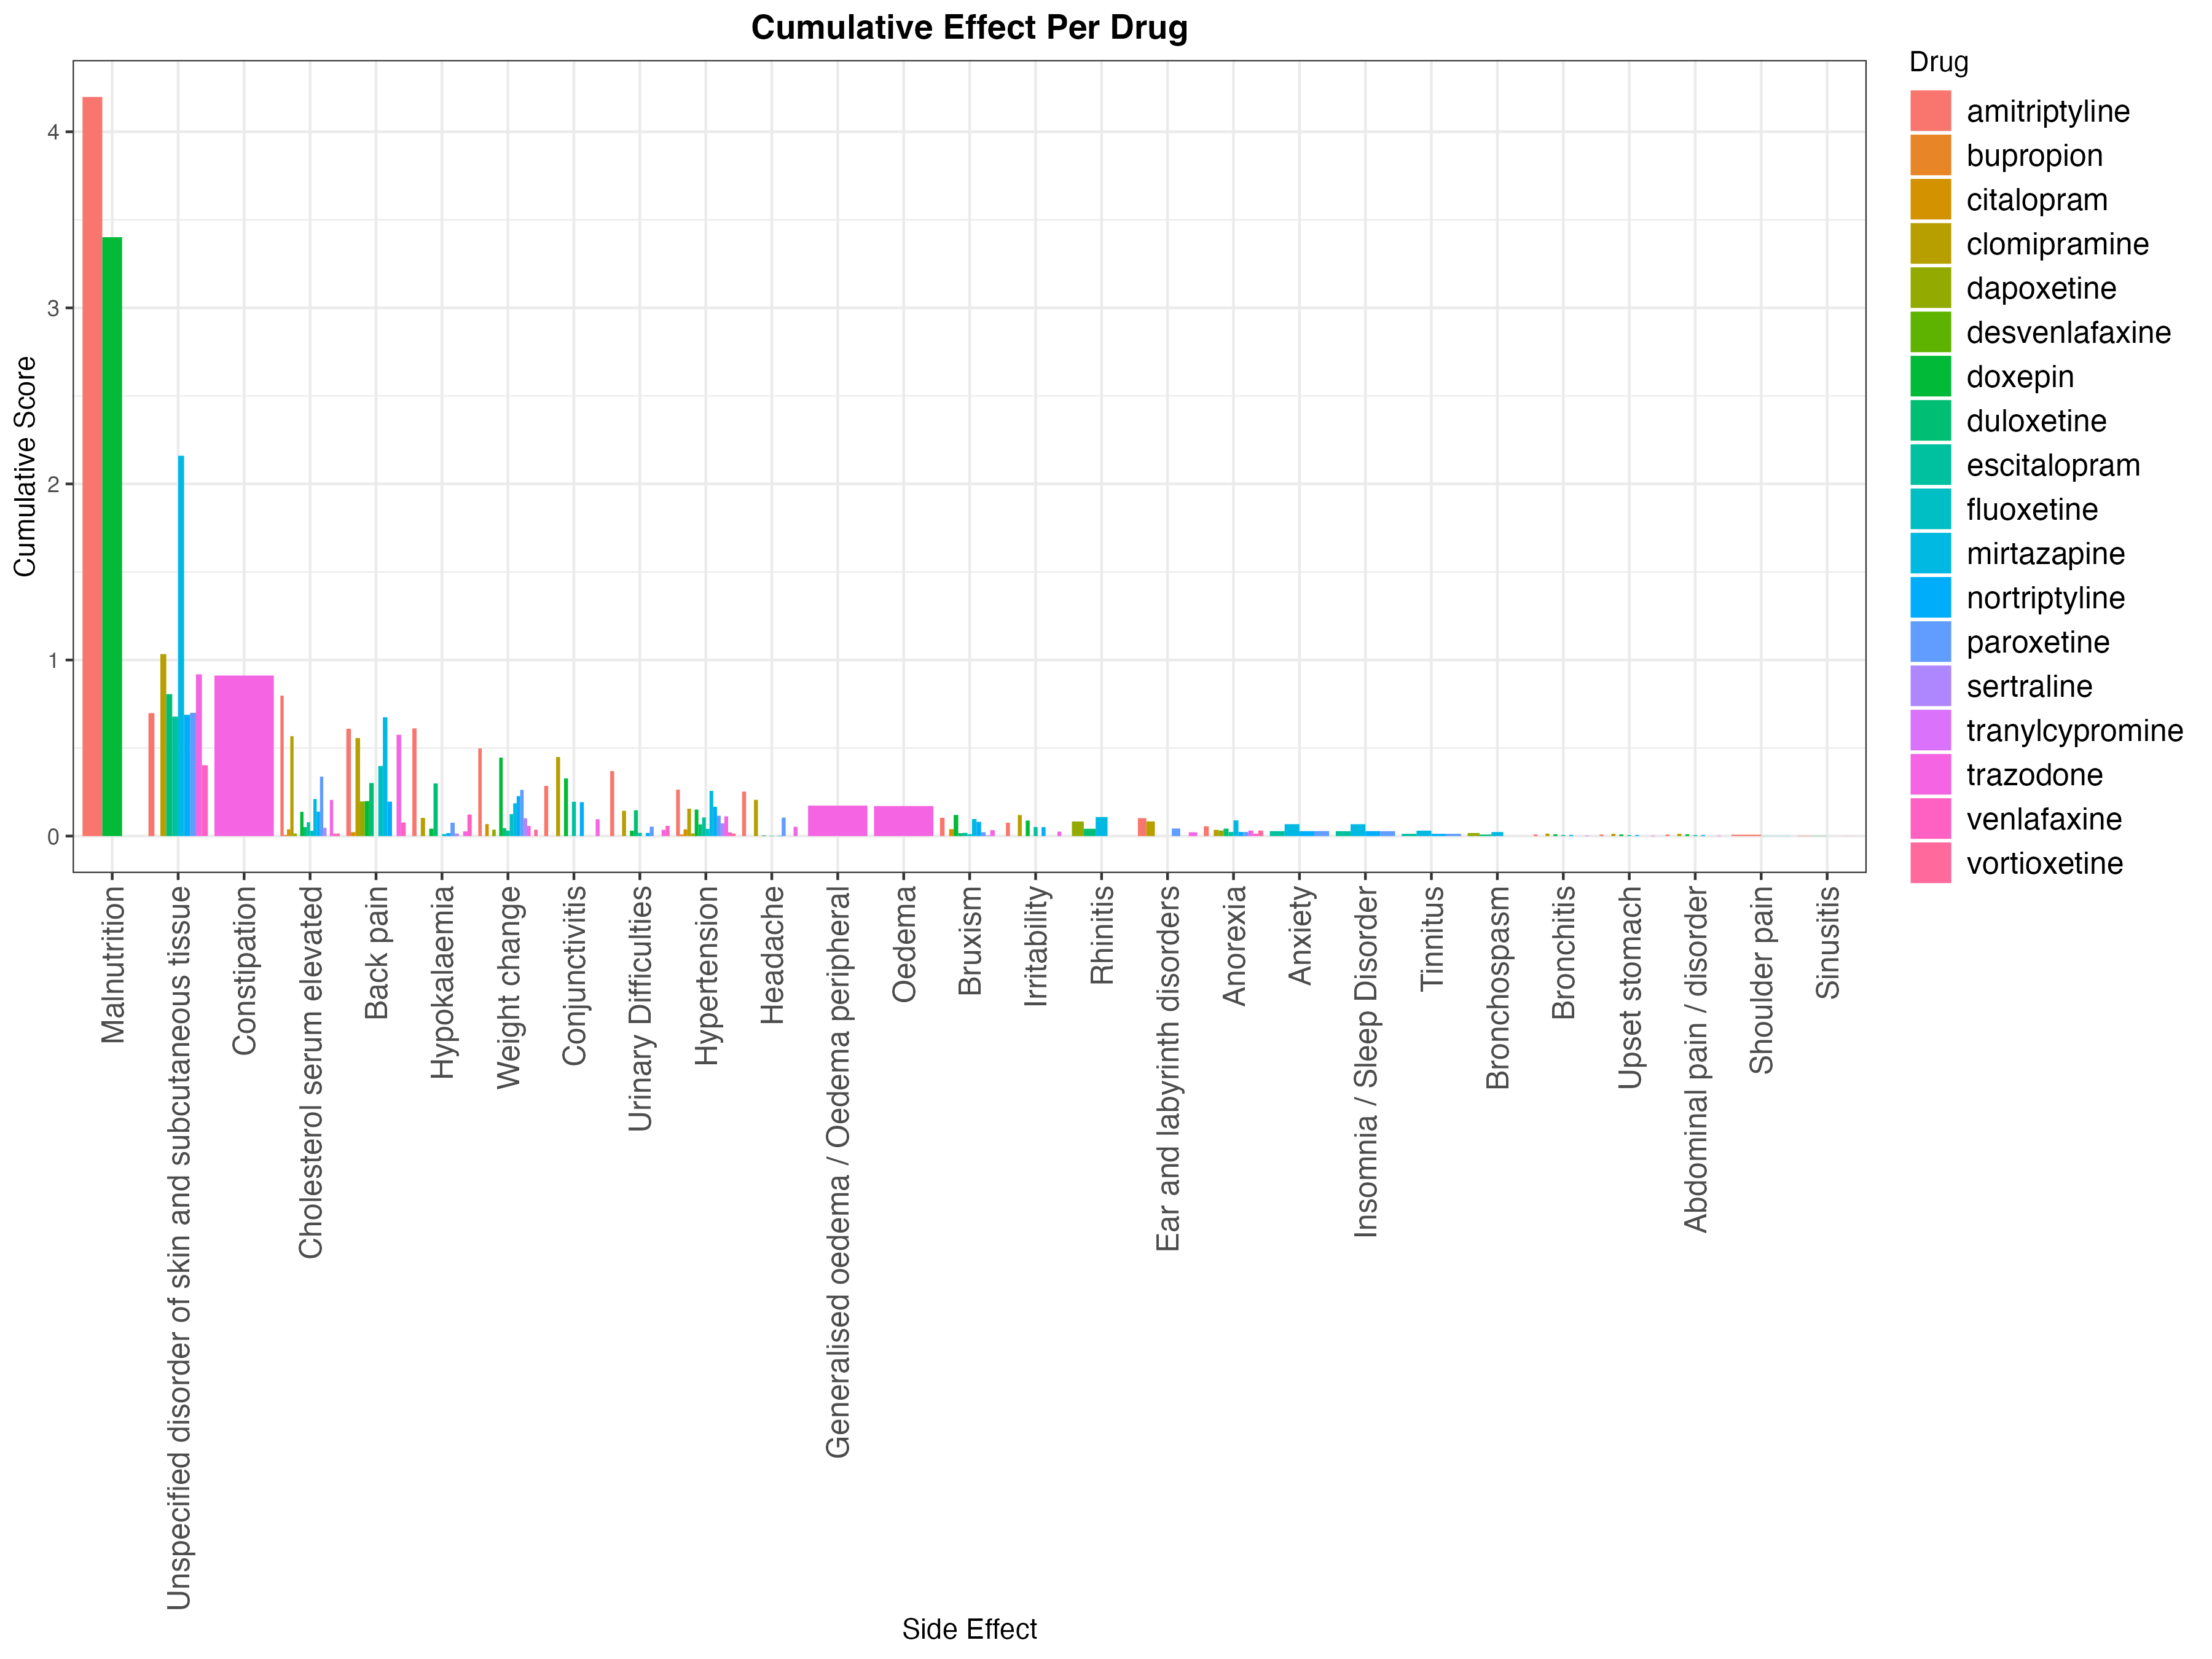 Cumulative Effect Per Drug
Cumulative Score
4
3
2
1
0
Malnutrition
Unspecified disorder of skin and subcutaneous tissue
Constipation
Cholesterol serum elevated
Back pain
Hypokalaemia
Weight change
Conjunctivitis
Urinary Difficulties
Hypertension
Headache
Generalised oedema / Oedema peripheral
Oedema
Bruxism
Irritability
Rhinitis
Ear and labyrinth disorders
Anorexia
Anxiety
Insomnia / Sleep Disorder
Tinnitus
Bronchospasm
Bronchitis
Upset stomach
Abdominal pain / disorder
Shoulder pain
Sinusitis
Side Effect
Drug
amitriptyline
bupropion
citalopram
clomipramine
dapoxetine
desvenlafaxine
doxepin
duloxetine
escitalopram
fluoxetine
mirtazapine
nortriptyline
paroxetine
sertraline
tranylcypromine
trazodone
venlafaxine
vortioxetine